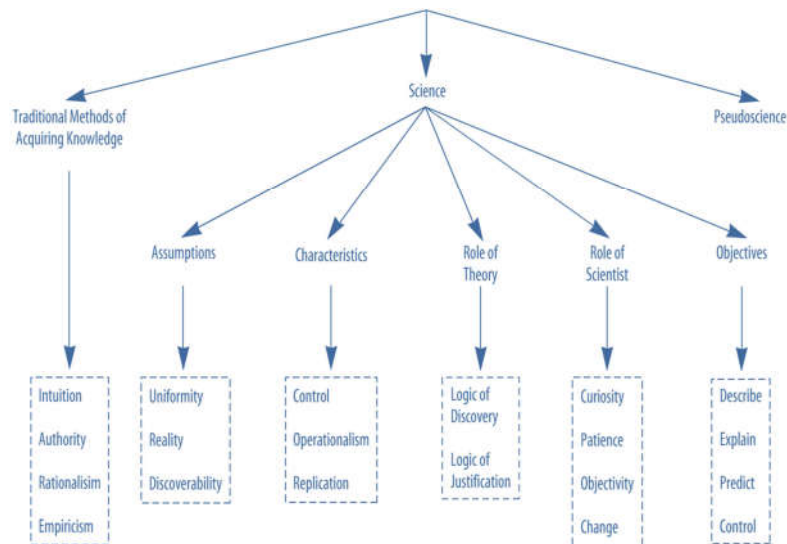 Science
Traditional Methods of
Acquiring Knowledge
Pseudoscience
Assumptions
Characteristics
Role of
Theory
Role of
Scientist
Objectives
Intuition
Authority
Rationalism
Empiricism
Uniformity
Reality
Discoverability
Control
Operationalism
Replication
Logic of
Discovery
Logic of
Justification
Curiosity
Patience
Objectivity
Change
Describe
Explain
Predict
Control